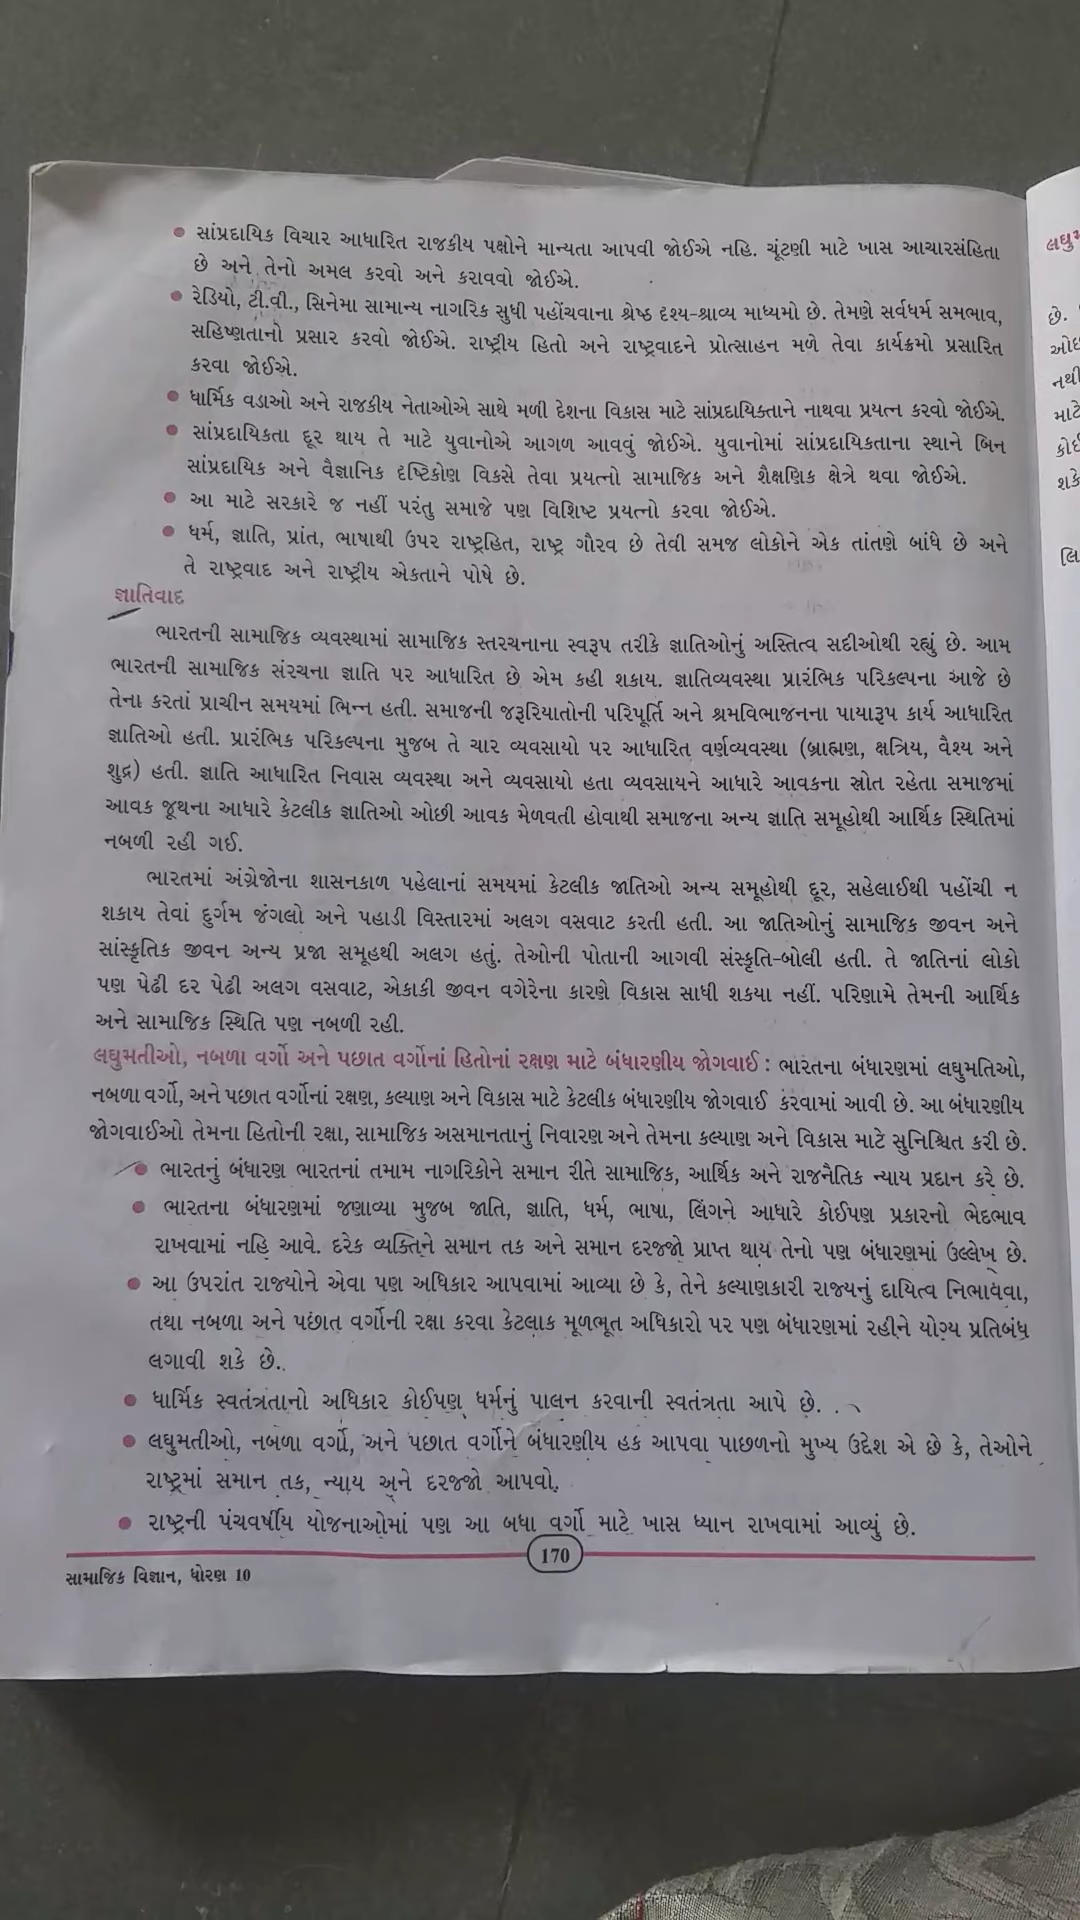 • સાંપ્રદાયિક વિચાર આધારિત રાજકીય પક્ષોને માન્યતા આપવી જોઈએ નહિ. ચૂંટણી માટે ખાસ આચારસંહિતા
છે અને તેનો અમલ કરવો અને કરાવવો જોઈએ.
• રેડિયો, ટી.વી., સિનેમા સામાન્ય નાગરિક સુધી પહોંચવાના શ્રેષ્ઠ દૃશ્ય-શ્રાવ્ય માધ્યમો છે. તેમણે સર્વધર્મ સમભાવ,
સહિષ્ણતાનો પ્રસાર કરવો જોઈએ. રાષ્ટ્રીય હિતો અને રાષ્ટ્રવાદને પ્રોત્સાહન મળે તેવા કાર્યક્રમો પ્રસારિત
કરવા જોઈએ.
• ધાર્મિક વડાઓ અને રાજકીય નેતાઓએ સાથે મળી દેશના વિકાસ માટે સાંપ્રદાયિકતાને નાથવા પ્રયત્ન કરવો જોઈએ.
• સાંપ્રદાયિકતા દૂર થાય તે માટે યુવાનોએ આગળ આવવું જોઈએ. યુવાનોમાં સાંપ્રદાયિકતાના સ્થાને બિન
સાંપ્રદાયિક અને વૈજ્ઞાનિક દૃષ્ટિકોણ વિકસે તેવા પ્રયત્નો સામાજિક અને શૈક્ષણિક ક્ષેત્રે થવા જોઈએ.
• આ માટે સરકારે જ નહીં પરંતુ સમાજે પણ વિશિષ્ટ પ્રયત્નો કરવા જોઈએ.
• ધર્મ, જ્ઞાતિ, પ્રાંત, ભાષાથી ઉપર રાષ્ટ્રહિત, રાષ્ટ્ર ગૌરવ છે તેવી સમજ લોકોને એક તાંતણે બાંધે છે અને
તે રાષ્ટ્રવાદ અને રાષ્ટ્રીય એકતાને પોષે છે.
જ્ઞાતિવાદ
ભારતની સામાજિક વ્યવસ્થામાં સામાજિક સ્તરચનાના સ્વરૂપ તરીકે જ્ઞાતિઓનું અસ્તિત્વ સદીઓથી રહ્યું છે. આમ
ભારતની સામાજિક સંરચના જ્ઞાતિ પર આધારિત છે એમ કહી શકાય. જ્ઞાતિવ્યવસ્થા પ્રારંભિક પરિકલ્પના આજે છે
તેના કરતાં પ્રાચીન સમયમાં ભિન્ન હતી. સમાજની જરૂરિયાતોની પરિપૂર્તિ અને શ્રમવિભાજનના પાયારૂપ કાર્ય આધારિત
જ્ઞાતિઓ હતી. પ્રારંભિક પરિકલ્પના મુજબ તે ચાર વ્યવસાયો પર આધારિત વર્ણવ્યવસ્થા (બ્રાહ્મણ, ક્ષત્રિય, વૈશ્ય અને
શુદ્ર) હતી. જ્ઞાતિ આધારિત નિવાસ વ્યવસ્થા અને વ્યવસાયો હતા વ્યવસાયને આધારે આવકના સ્રોત રહેતા સમાજમાં
આવક જૂથના આધારે કેટલીક જ્ઞાતિઓ ઓછી આવક મેળવતી હોવાથી સમાજના અન્ય જ્ઞાતિ સમૂહોથી આર્થિક સ્થિતિમાં
નબળી રહી ગઈ.
ભારતમાં અંગ્રેજોના શાસનકાળ પહેલાનાં સમયમાં કેટલીક જાતિઓ અન્ય સમૂહોથી દૂર, સહેલાઈથી પહોંચી ન
શકાય તેવાં દુર્ગમ જંગલો અને પહાડી વિસ્તારમાં અલગ વસવાટ કરતી હતી. આ જાતિઓનું સામાજિક જીવન અને
સાંસ્કૃતિક જીવન અન્ય પ્રજા સમૂહથી અલગ હતું. તેઓની પોતાની આગવી સંસ્કૃતિ-બોલી હતી. તે જાતિનાં લોકો
પણ પેઢી દર પેઢી અલગ વસવાટ, એકાકી જીવન વગેરેના કારણે વિકાસ સાધી શક્યા નહીં. પરિણામે તેમની આર્થિક
અને સામાજિક સ્થિતિ પણ નબળી રહી.
લઘુમતીઓ, નબળા વર્ગો અને પછાત વર્ગોનાં હિતોનાં રક્ષણ માટે બંધારણીય જોગવાઈ : ભારતના બંધારણમાં લઘુમતિઓ,
નબળા વર્ગો, અને પછાત વર્ગોનાં રક્ષણ, કલ્યાણ અને વિકાસ માટે કેટલીક બંધારણીય જોગવાઈ કરવામાં આવી છે. આ બંધારણીય
જોગવાઈઓ તેમના હિતોની રક્ષા, સામાજિક અસમાનતાનું નિવારણ અને તેમના કલ્યાણ અને વિકાસ માટે સુનિશ્ચિત કરી છે.
• ભારતનું બંધારણ ભારતનાં તમામ નાગરિકોને સમાન રીતે સામાજિક, આર્થિક અને રાજનૈતિક ન્યાય પ્રદાન કરે છે.
• ભારતના બંધારણમાં જણાવ્યા મુજબ જાતિ, જ્ઞાતિ, ધર્મ, ભાષા, લિંગને આધારે કોઈપણ પ્રકારનો ભેદભાવ
રાખવામાં નહિ આવે. દરેક વ્યક્તિને સમાન તક અને સમાન દરજ્જો પ્રાપ્ત થાય તેનો પણ બંધારણમાં ઉલ્લેખ છે.
• આ ઉપરાંત રાજ્યોને એવા પણ અધિકાર આપવામાં આવ્યા છે કે, તેને કલ્યાણકારી રાજ્યનું દાયિત્વ નિભાવવા,
તથા નબળા અને પછાત વર્ગોની રક્ષા કરવા કેટલાક મૂળભૂત અધિકારો પર પણ બંધારણમાં રહીને યોગ્ય પ્રતિબંધ
લગાવી શકે છે.
• ધાર્મિક સ્વતંત્રતાનો અધિકાર કોઈપણ ધર્મનું પાલન કરવાની સ્વતંત્રતા આપે છે.
• લઘુમતીઓ, નબળા વર્ગો, અને પછાત વર્ગોને બંધારણીય હક આપવા પાછળનો મુખ્ય ઉદ્દેશ એ છે કે, તેઓને
રાષ્ટ્રમાં સમાન તક, ન્યાય અને દરજ્જો આપવો.
• રાષ્ટ્રની પંચવર્ષીય યોજનાઓમાં પણ આ બધા વર્ગો માટે ખાસ ધ્યાન રાખવામાં આવ્યું છે.
170
સામાજિક વિજ્ઞાન, ધોરણ 10
છે.
નથી
માટે
શકે